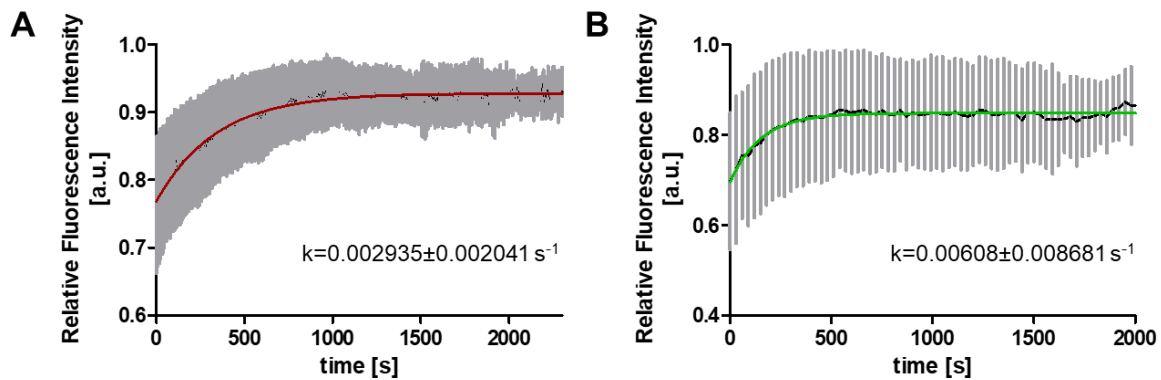 A
Relative Fluorescence Intensity
[a.u.]
1.0
0.9
0.8
0.7
0.6
k=0.002935±0.002041 s⁻¹
0
500
1000
1500
2000
time [s]
B
Relative Fluorescence Intensity
[a.u.]
1.0
0.8
0.6
0.4
k=0.00608±0.008681 s⁻¹
0
500
1000
1500
2000
time [s]